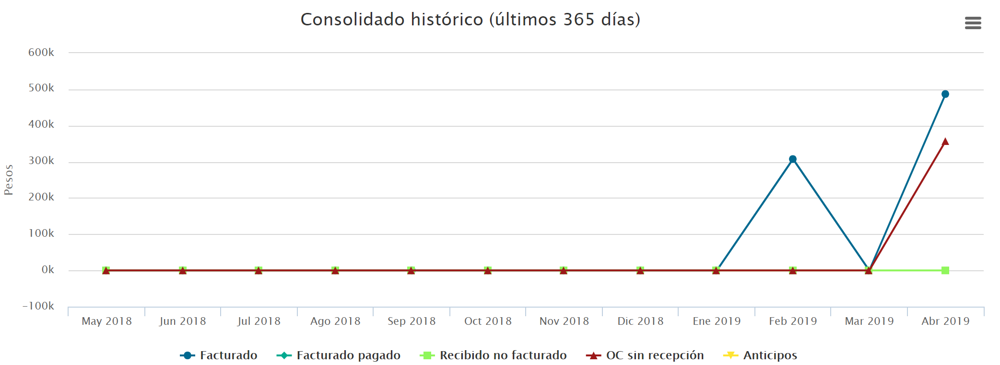 Consolidado histórico (últimos 365 días)
600k
500k
400k
300k
200k
100k
0k
-100k
Pesos
May 2018 Jun 2018 Jul 2018 Ago 2018 Sep 2018 Oct 2018 Nov 2018 Dic 2018 Ene 2019 Feb 2019 Mar 2019 Abr 2019
Facturado Facturado pagado Recibido no facturado OC sin recepción Anticipos